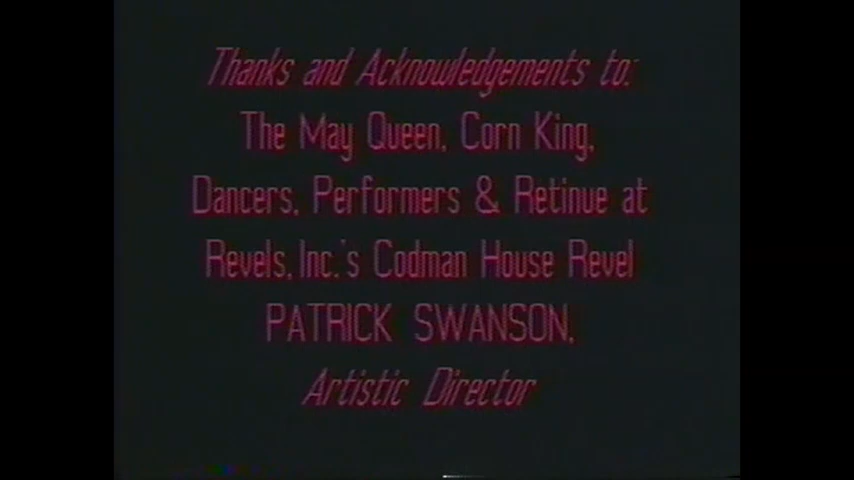 Thanks and Acknowledgements to:
The May Queen, Corn King,
Dancers, Performers & Retinue at
Revels, Inc.'s Codman House Revel
PATRICK SWANSON,
Artistic Director